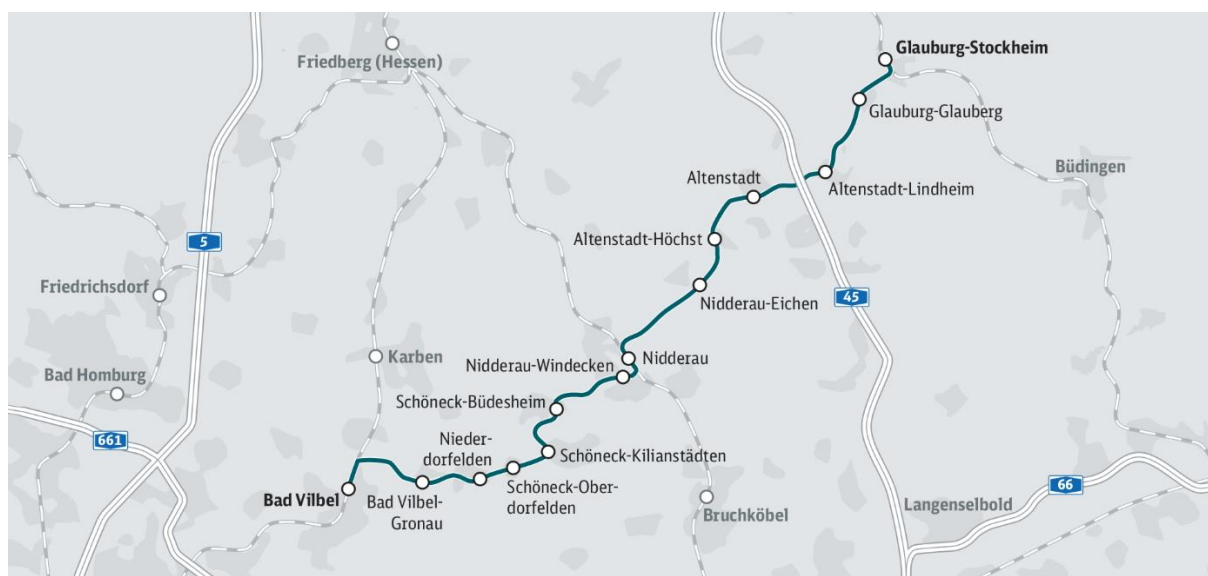 Glauburg-Stockheim
Friedberg (Hessen)
Glauburg-Glauberg
Büdingen
Altenstadt
Altenstadt-Lindheim
5
Altenstadt-Höchst
Friedrichsdorf
45
Nidderau-Eichen
Karben
Nidderau-Windecken
Nidderau
Bad Homburg
Schöneck-Büdesheim
661
Nieder-
dorfelden
Schöneck-Kilianstädten
66
Bad Vilbel
Bad Vilbel-
Gronau
Schöneck-Ober-
dorfelden
Bruchköbel
Langenselbold